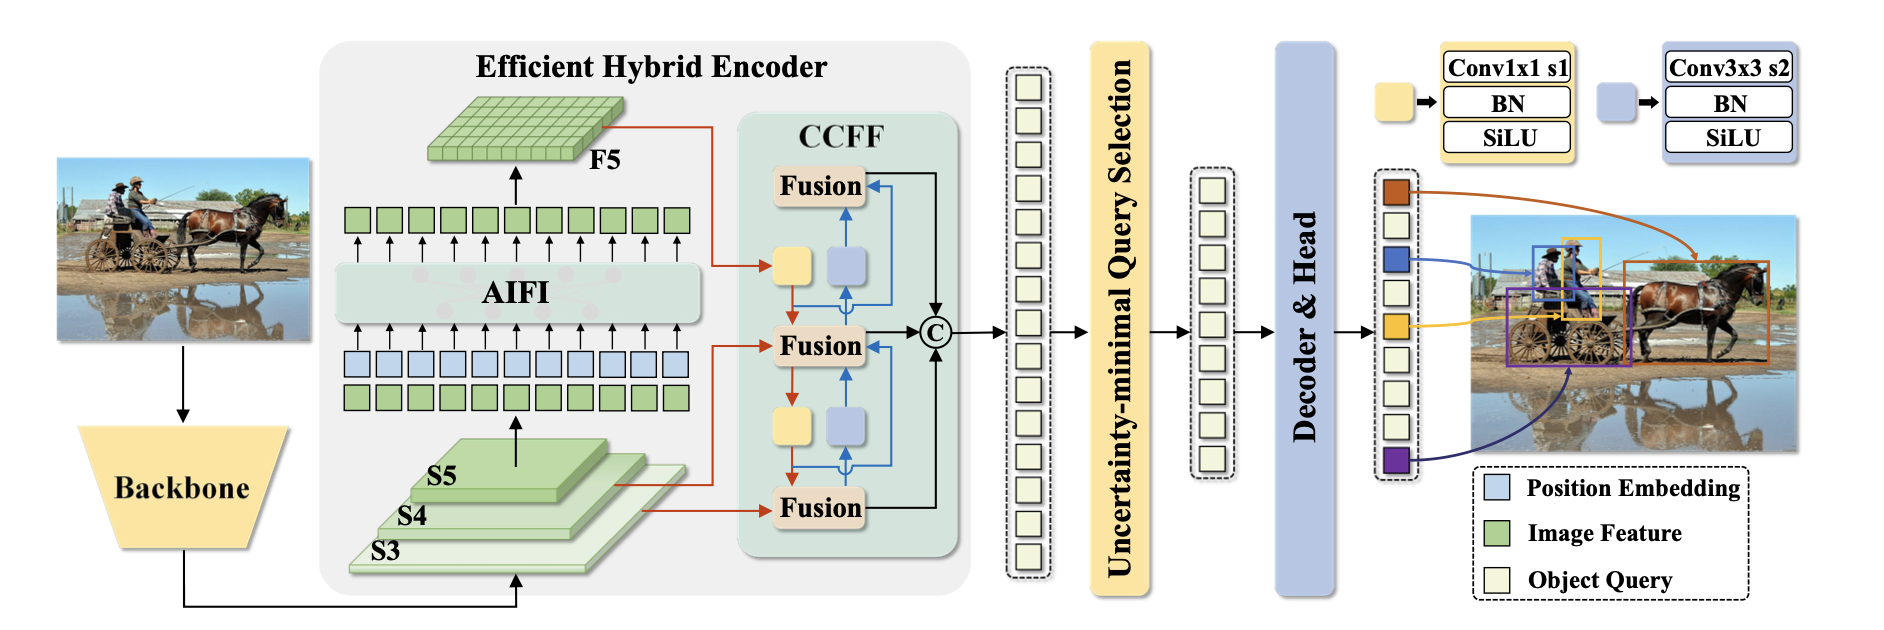 Efficient Hybrid Encoder
F5
AIFI
S5
S4
S3
Backbone
CCFF
Fusion
Fusion
Fusion
C
Uncertainty-minimal Query Selection
Decoder & Head
Conv1x1 s1
BN
SiLU
Conv3x3 s2
BN
SiLU
Position Embedding
Image Feature
Object Query